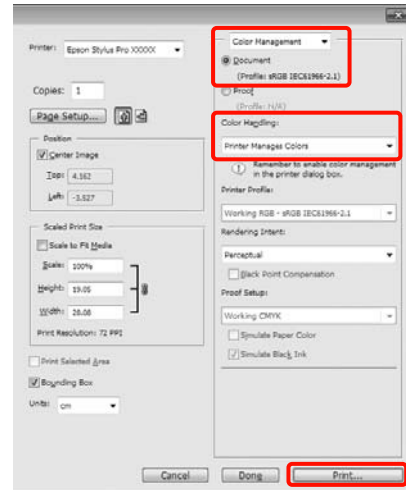 Printer: Epson Stylus Pro XXXXX
Copies: 1
Page Setup...
Position
Center Image
Top: 4.162
Left: -3.527
Scaled Print Size
Scale to Fit Media
Scale: 100%
Height: 19.05
Width: 28.08
Print Resolution: 72 PPI
Print Selected Area
Bounding Box
Units: cm
Color Management
Document
(Profile: sRGB IEC61966-2.1)
Proof
(Profile: N/A)
Color Handling:
Printer Manages Colors
Remember to enable color management
in the printer dialog box.
Printer Profile:
Working RGB - sRGB IEC61966-2.1
Rendering Intent:
Perceptual
Black Point Compensation
Proof Setup:
Working CMYK
Simulate Paper Color
Simulate Black Ink
Cancel
Done
Print...